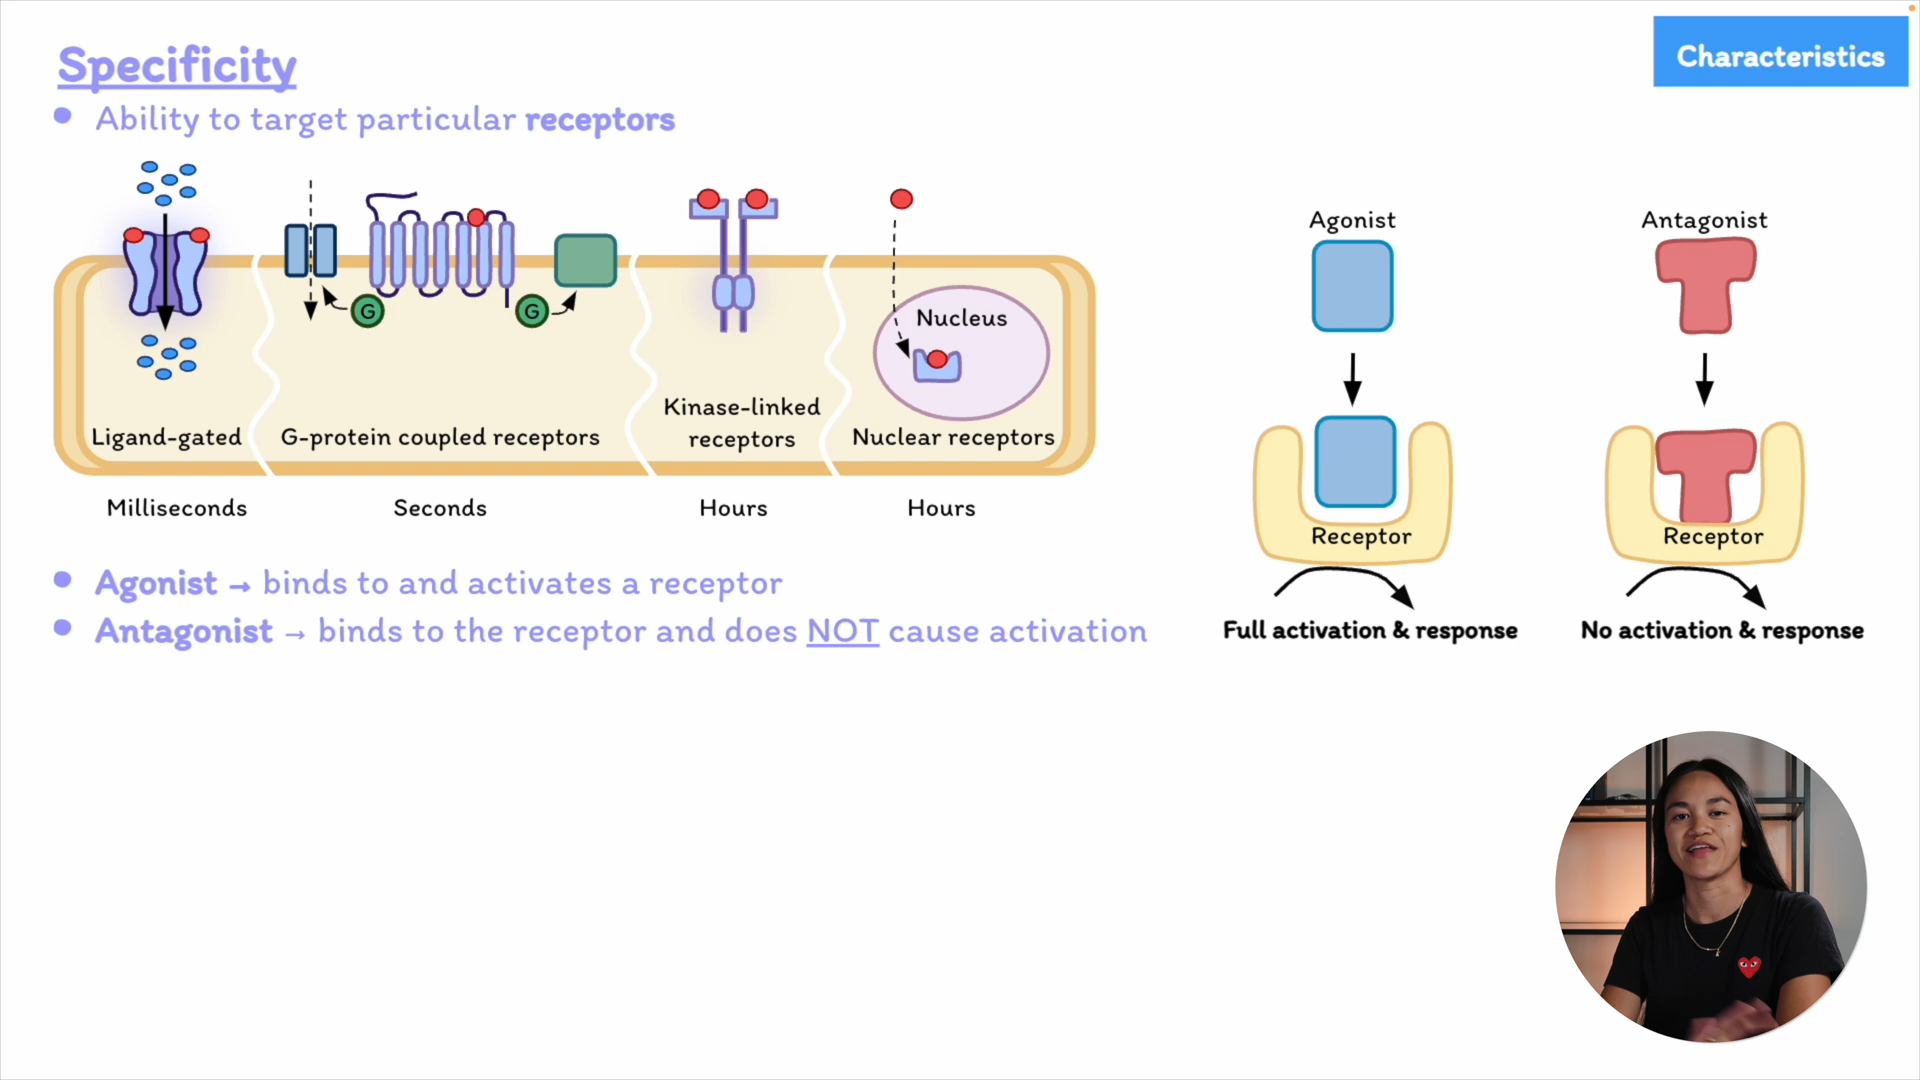 Specificity
Characteristics
• Ability to target particular receptors
G
G
Nucleus
Ligand-gated
G-protein coupled receptors
Kinase-linked
receptors
Nuclear receptors
Milliseconds
Seconds
Hours
Hours
• Agonist → binds to and activates a receptor
• Antagonist → binds to the receptor and does NOT cause activation
Agonist
Receptor
Full activation & response
Antagonist
Receptor
No activation & response